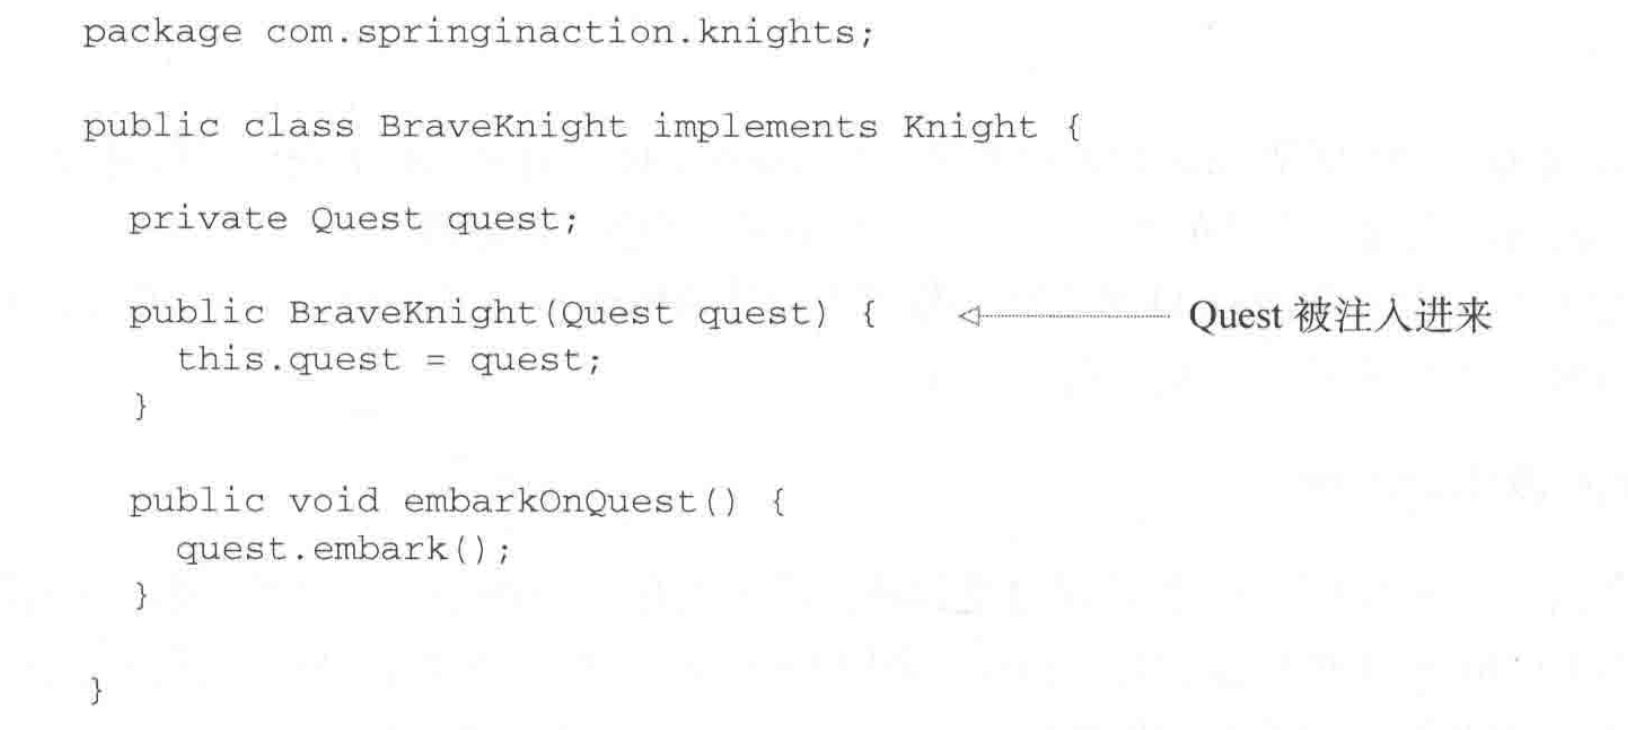 package com.springinaction.knights;
public class BraveKnight implements Knight {
private Quest quest;
public BraveKnight(Quest quest) { Quest 被注入进来
this.quest = quest;
}
public void embarkOnQuest() {
quest.embark();
}
}